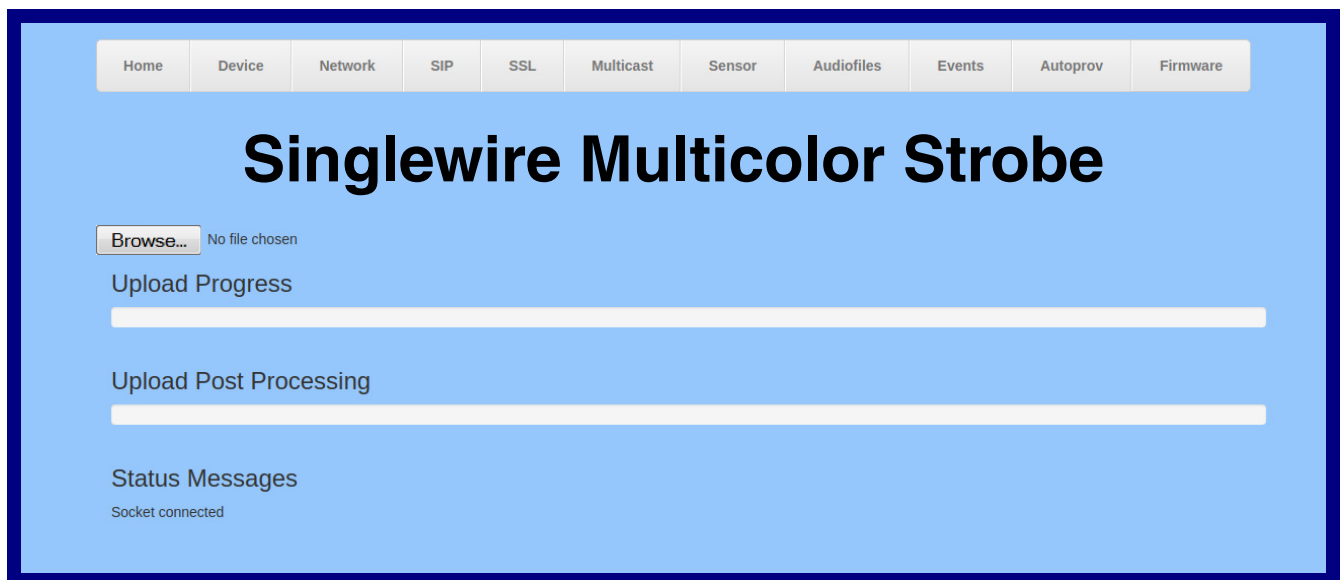 Home Device Network SIP SSL Multicast Sensor Audiofiles Events Autoprov Firmware
Singlewire Multicolor Strobe
Browse... No file chosen
Upload Progress
Upload Post Processing
Status Messages
Socket connected